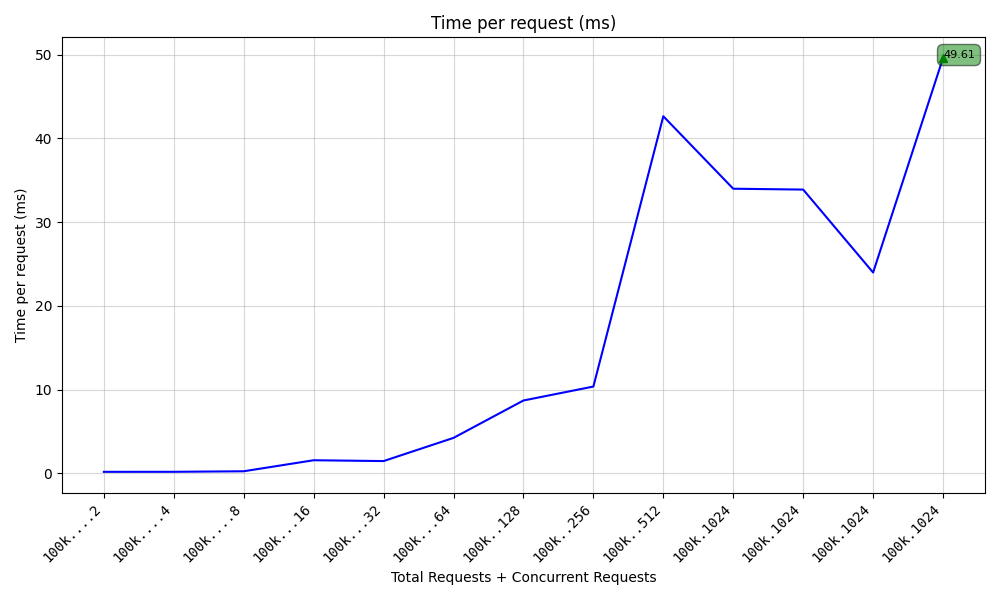 Time per request (ms)
50
49.61
40
30
20
10
0
Time per request (ms)
100k....2
100k....4
100k....8
100k...16
100k...32
100k...64
100k..128
100k..256
100k..512
100k.1024
100k.1024
100k.1024
100k.1024
Total Requests + Concurrent Requests